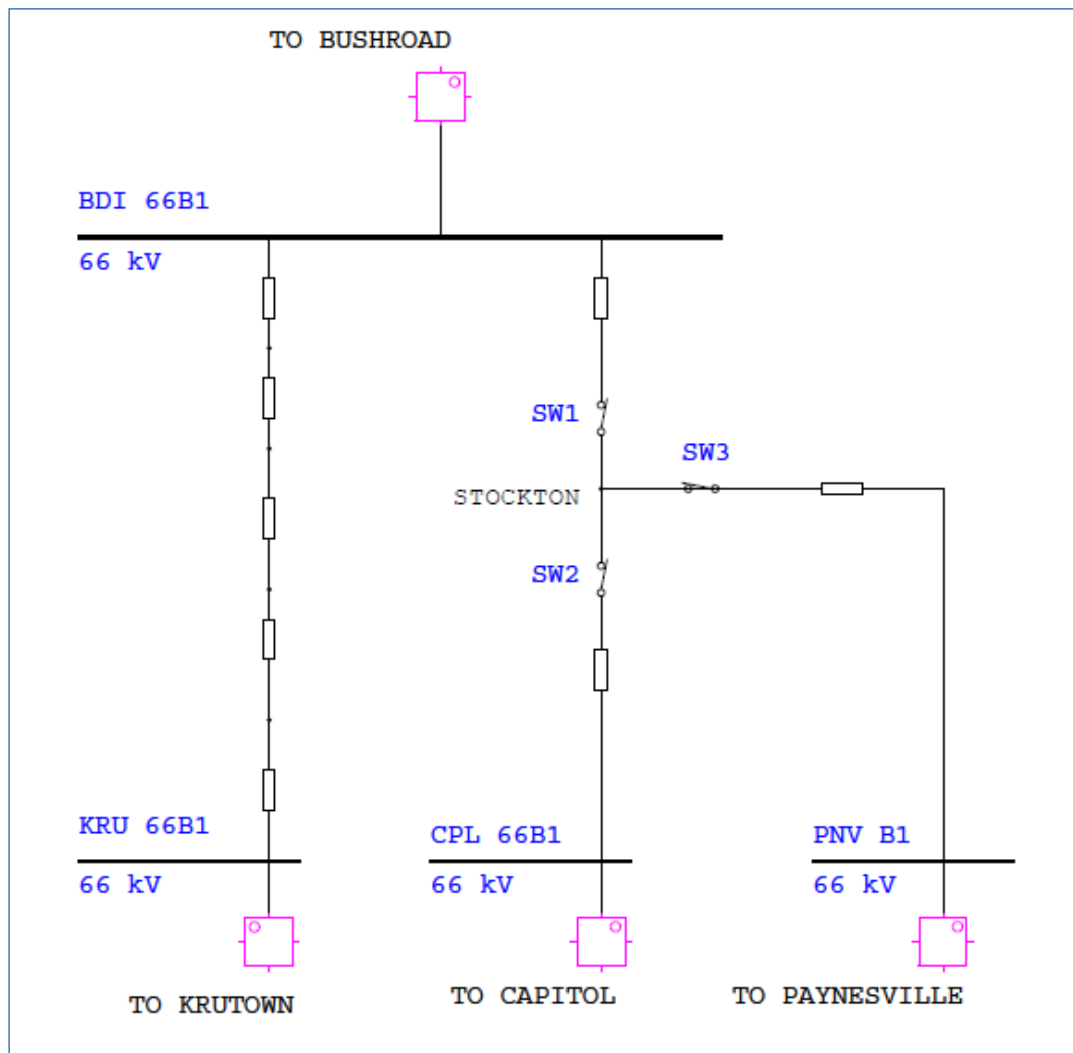 TO BUSHROAD
BDI 66B1
66 kV
SW1
SW3
STOCKTON
SW2
KRU 66B1
CPL 66B1
PNV B1
66 kV
66 kV
66 kV
TO KRUTOWN
TO CAPITOL
TO PAYNESVILLE